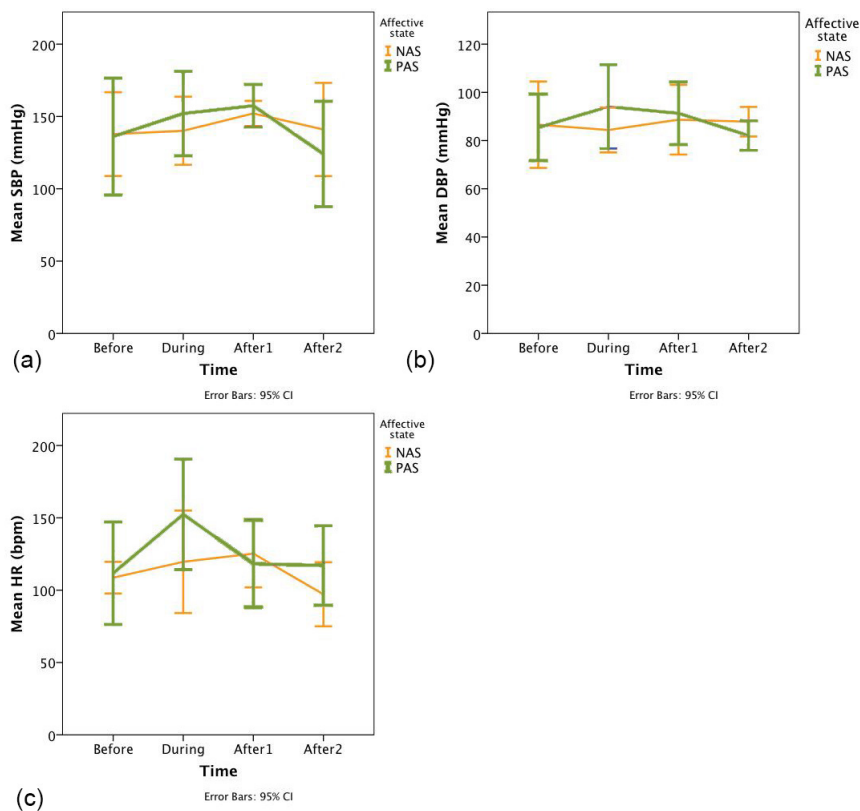 Affective
state
NAS
PAS
200
150
100
50
0
Mean SBP (mmHg)
Before During After1 After2
Time
Error Bars: 95% CI
(a)
Affective
state
NAS
PAS
120
100
80
60
40
20
0
Mean DBP (mmHg)
Before During After1 After2
Time
Error Bars: 95% CI
(b)
Affective
state
NAS
PAS
200
150
100
50
0
Mean HR (bpm)
Before During After1 After2
Time
Error Bars: 95% CI
(c)